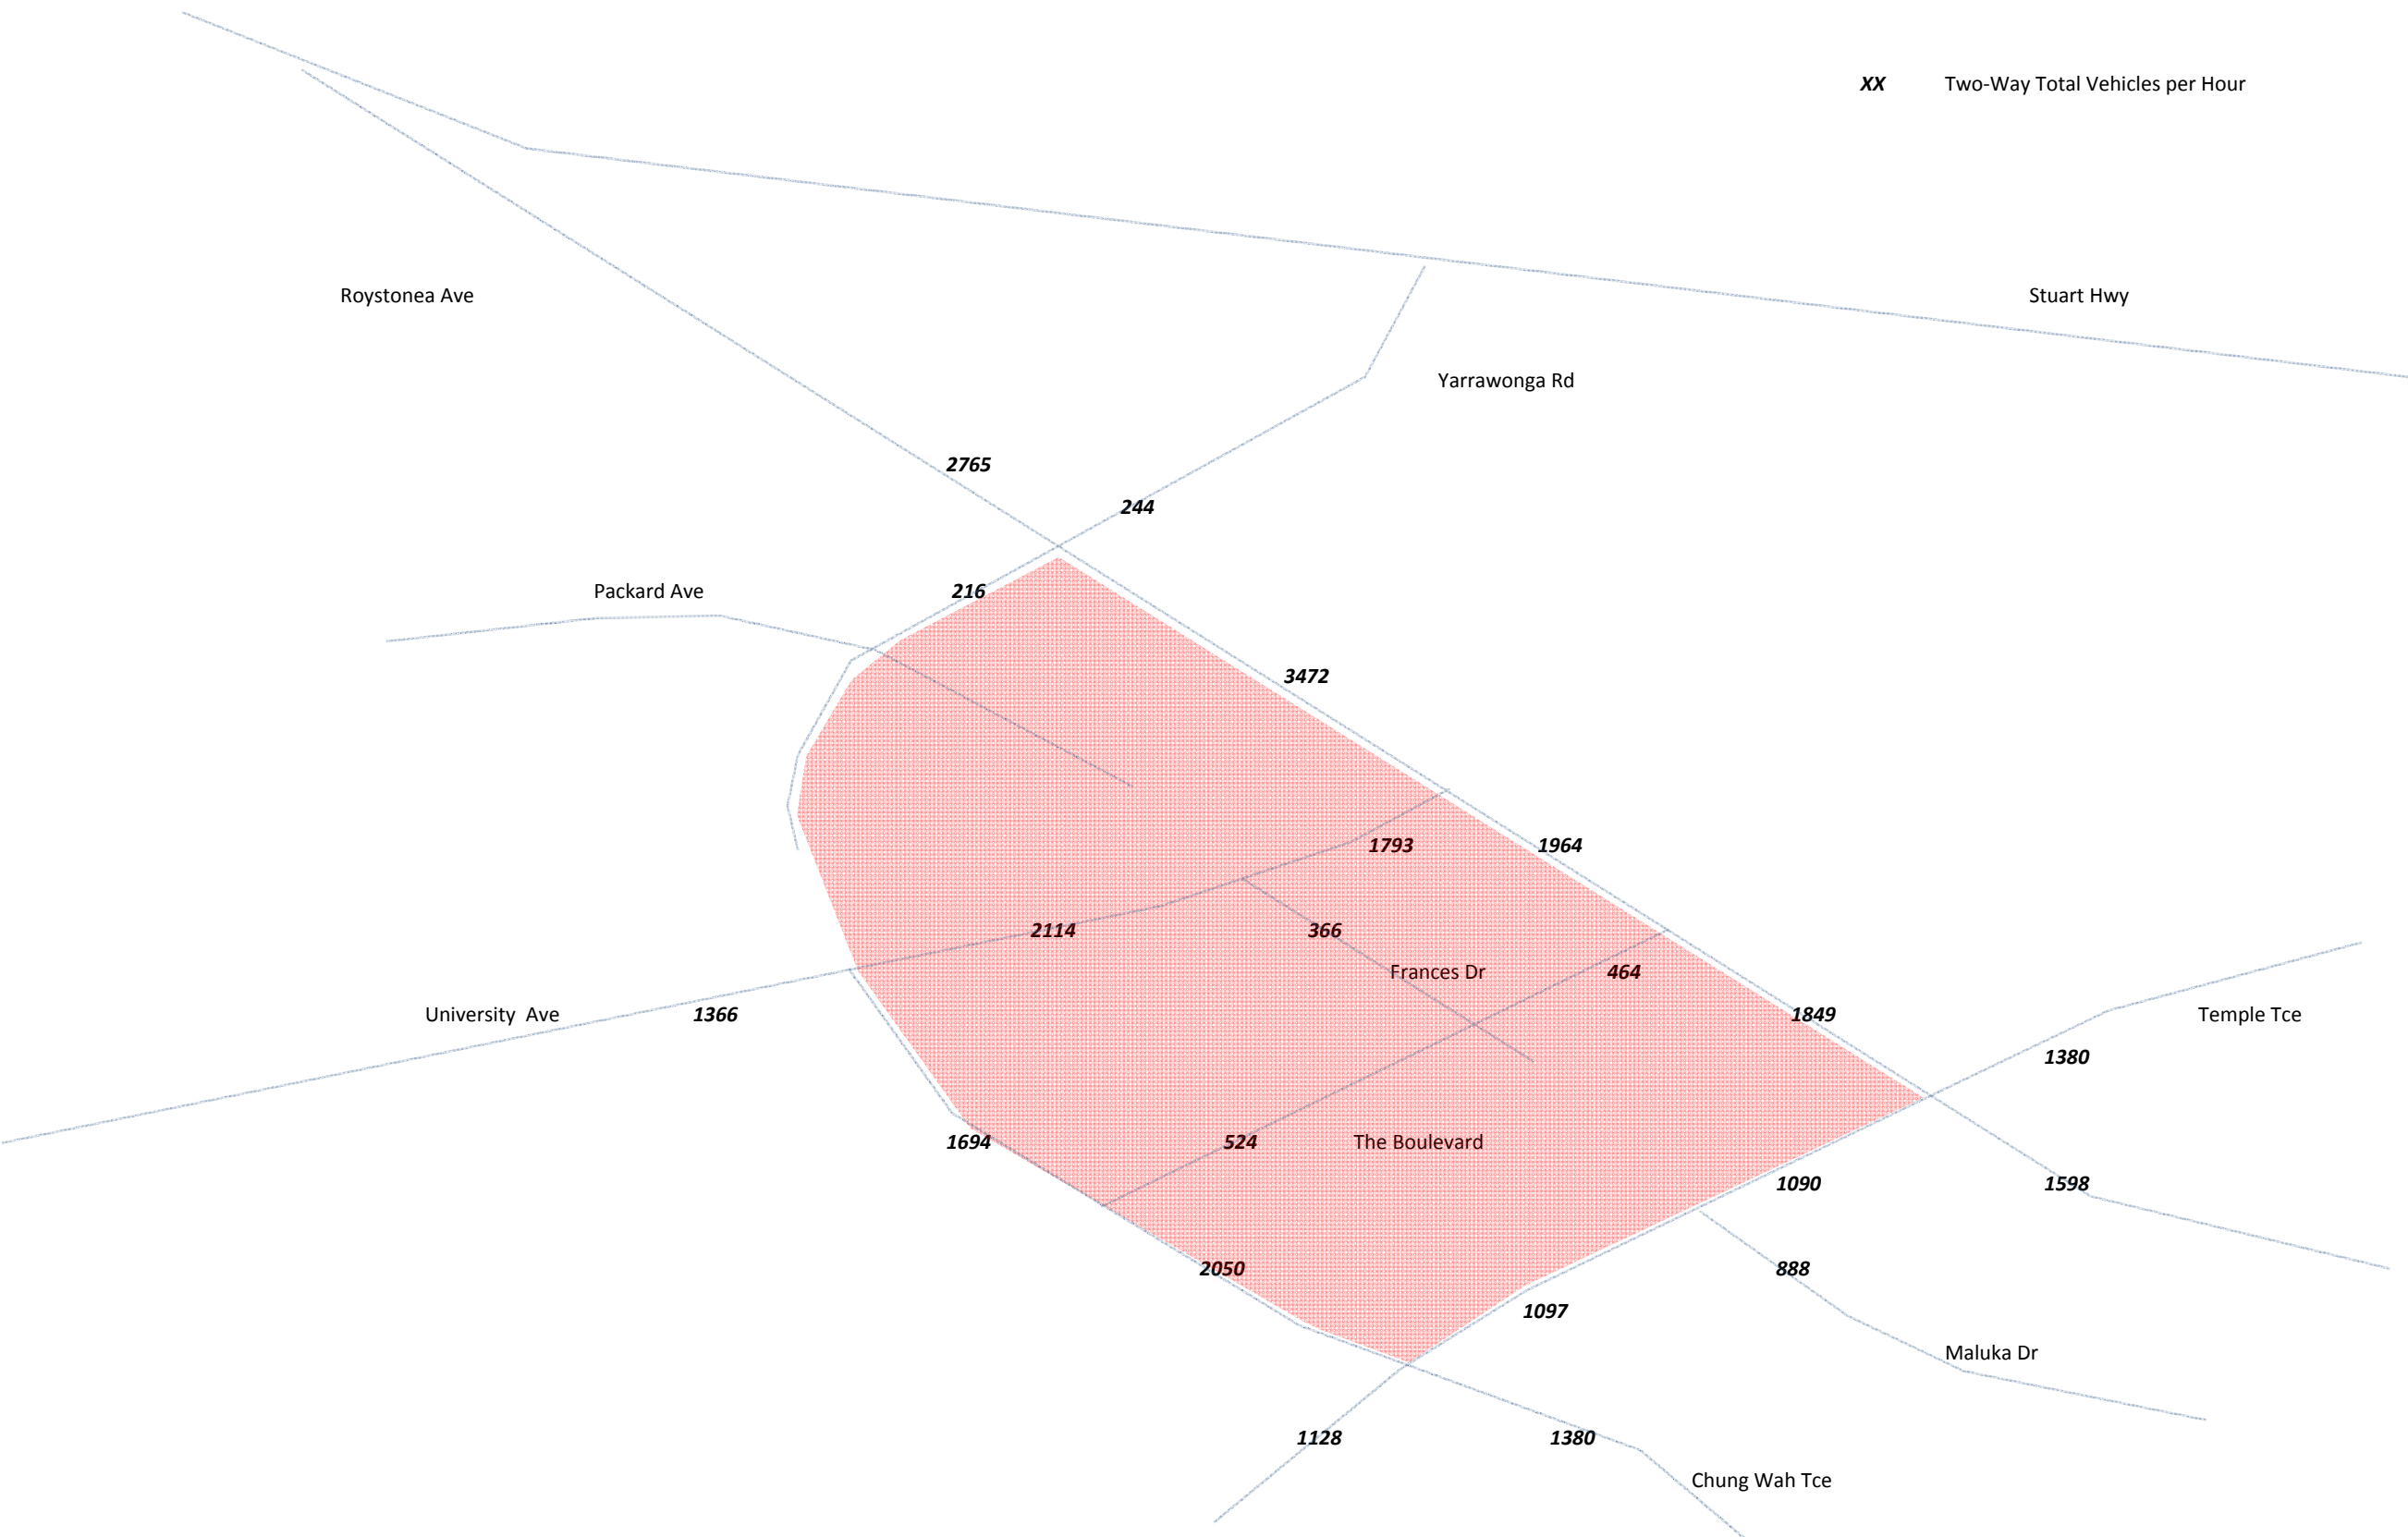 XX Two-Way Total Vehicles per Hour
Roystonea Ave
Stuart Hwy
Yarrawonga Rd
2765
244
Packard Ave
216
3472
1793
1964
2114
366
Frances Dr
464
University  Ave
1366
1849
Temple Tce
1380
1694
524
The Boulevard
1090
1598
2050
888
1097
Maluka Dr
1128
1380
Chung Wah Tce